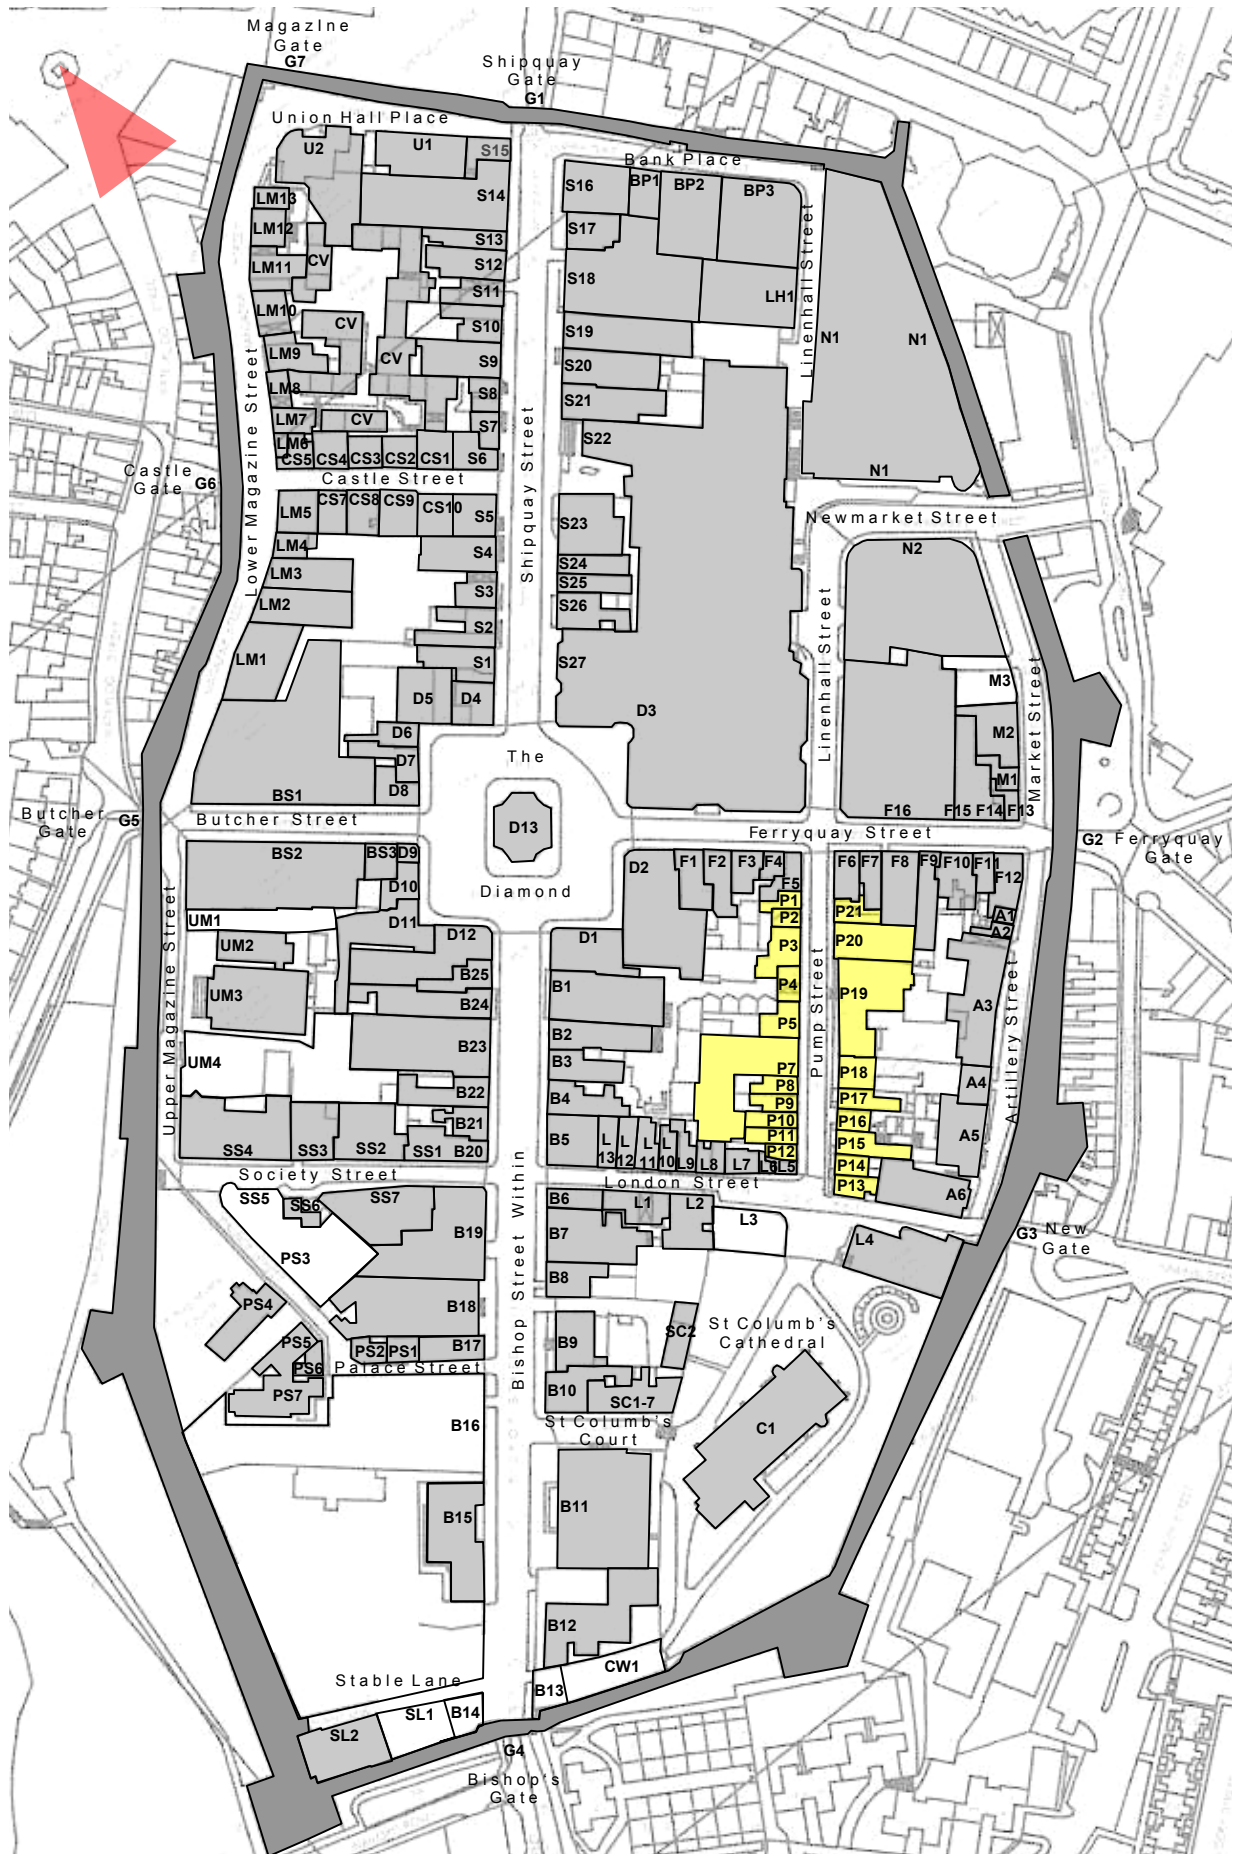 MagazIne
Gate
G7
Shipquay
Gate
G1
Union Hall Place
U2
U1
S15
Bank Place
S16
BP1
BP2
BP3
S14
LM13
LM12
S17
S13
CV
S12
LM11
S18
S11
LH1
LM10
CV
S10
S19
N1
N1
LM9
CV
S9
S20
LM8
S8
S21
LM7
CV
S7
S22
LM6
CS5
CS4
CS3
CS2
CS1
S6
Linenhall Street
Lower Magazine Street
Shipquay Street
Castle
Gate
G6
Castle Street
N1
CS7
CS8
CS9
CS10
LM5
S5
S23
Newmarket Street
N2
LM4
S4
S24
LM3
S25
S3
LM2
S26
S2
Linenhall Street
LM1
S1
S27
M3
D5
D4
D3
Market Street
D6
M2
The
D7
M1
D8
BS1
Butcher
Gate
G5
Butcher Street
D13
F16
F15
F14
F13
Ferryquay Street
G2
Ferryquay
Gate
BS2
BS3
D9
D2
F1
F2
F3
F4
F5
F6
F7
F8
F9
F10
F11
F12
D10
Diamond
P1
P21
A1
UM1
D11
P2
A2
UM2
D12
D1
P3
P20
B25
B1
P4
P19
UM3
B24
P5
A3
Upper Magazine Street
Pump Street
Artillery Street
B2
UM4
B23
B3
P7
P18
B22
P8
P17
A4
B4
P9
B21
P10
P16
A5
B5
P11
P15
SS4
SS3
SS2
SS1
B20
L
13
L
12
L
11
L
10
L9
L8
L7
L6
L5
P12
P14
Society Street
London Street
P13
A6
SS5
SS6
SS7
B6
L1
L2
L3
PS3
B19
B7
L4
G3
New
Gate
B8
PS4
B18
Bishop Street Within
St Columb's
Cathedral
PS5
B9
SC2
PS2
PS1
B17
PS6
Palace Street
PS7
B10
SC1-7
B16
St Columb's
Court
C1
B15
B11
B12
Stable Lane
CW1
B13
SL1
B14
SL2
G4
Bishop's
Gate